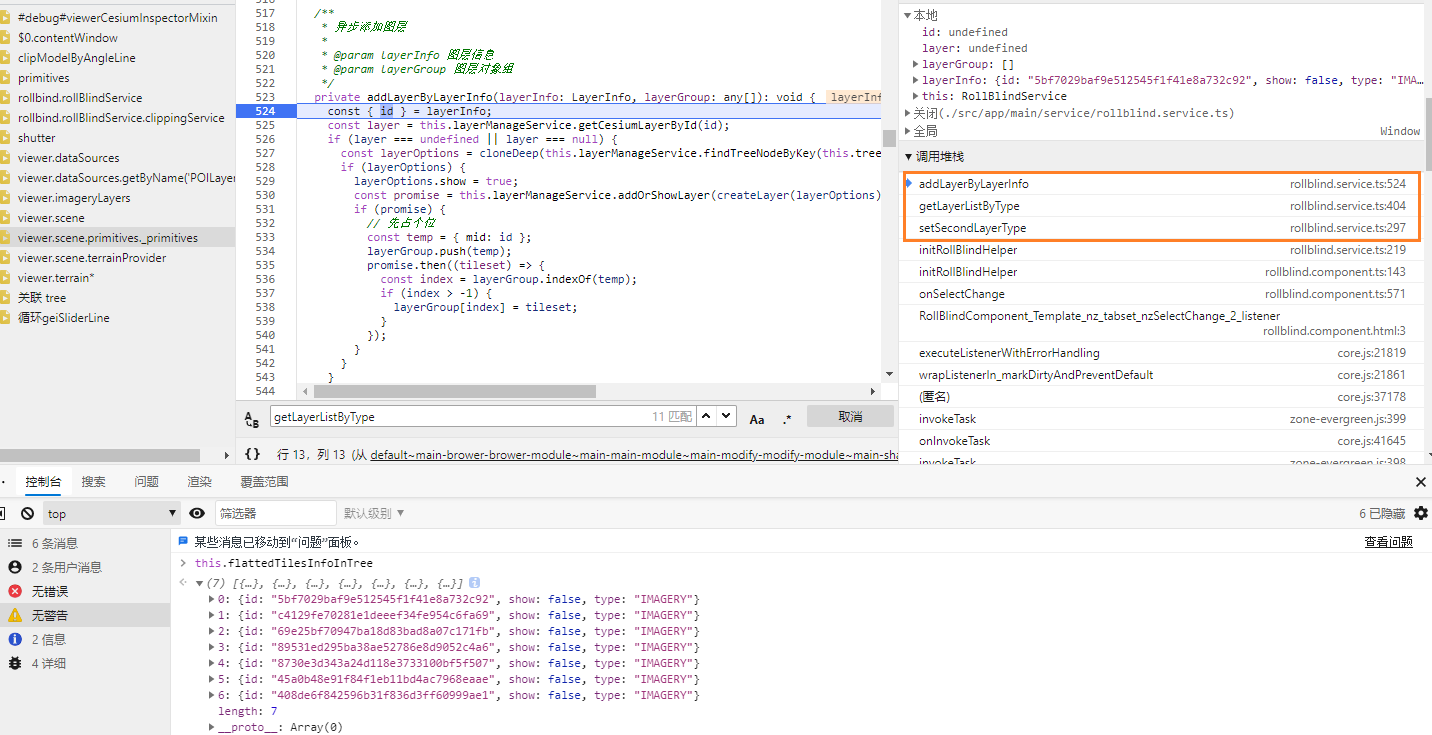 #debug#viewerCesiumInspectorMixin
$0.contentWindow
clipModelByAngleLine
primitives
rollbind.rollBlindService
rollbind.rollBlindService.clippingService
shutter
viewer.dataSources
viewer.dataSources.getByName('POILayer
viewer.imageryLayers
viewer.scene
viewer.scene.primitives._primitives
viewer.scene.terrainProvider
viewer.terrain*
关联 tree
循环geiSliderLine
517 /**
518 * 异步添加图层
519 *
520 * @param layerInfo 图层信息
521 * @param layerGroup 图层对象组
522 */
523 private addLayerByLayerInfo(layerInfo: LayerInfo, layerGroup: any[]): void { layerInf
524 const { id } = layerInfo;
525 const layer = this.layerManageService.getCesiumLayerById(id);
526 if (layer === undefined || layer === null) {
527 const layerOptions = cloneDeep(this.layerManageService.findTreeNodeByKey(this.tree
528 if (layerOptions) {
529 layerOptions.show = true;
530 const promise = this.layerManageService.addOrShowLayer(createLayer(layerOptions)
531 if (promise) {
532 // 先占个位
533 const temp = { mid: id };
534 layerGroup.push(temp);
535 promise.then((tileset) => {
536 const index = layerGroup.indexOf(temp);
537 if (index > -1) {
538 layerGroup[index] = tileset;
539 }
540 });
541 }
542 }
543 }
544
getLayerListByType 11 匹配 Aa .* 取消
{} 行 13，列 13 (从 default~main-brower-brower-module~main-main-module~main-modify-modify-module~main-sha
本地
id: undefined
layer: undefined
layerGroup: []
layerInfo: {id: "5bf7029baf9e512545f1f41e8a732c92", show: false, type: "IMA…
this: RollBlindService
关闭(./src/app/main/service/rollblind.service.ts)
全局 Window
调用堆栈
addLayerByLayerInfo rollblind.service.ts:524
getLayerListByType rollblind.service.ts:404
setSecondLayerType rollblind.service.ts:297
initRollBlindHelper rollblind.service.ts:219
initRollBlindHelper rollblind.component.ts:143
onSelectChange rollblind.component.ts:571
RollBlindComponent_Template_nz_tabset_nzSelectChange_2_listener
rollblind.component.html:3
executeListenerWithErrorHandling core.js:21819
wrapListenerIn_markDirtyAndPreventDefault core.js:21861
(匿名) core.js:37178
invokeTask zone-evergreen.js:399
onInvokeTask core.js:41645
invokeTask zone-evergreen.js:398
控制台 搜索 问题 渲染 覆盖范围
top 筛选器 默认级别 6 已隐藏
6 条消息
2 条用户消息
无错误
无警告
2 信息
4 详细
某些消息已移动到“问题”面板。 查看问题
this.flattedTilesInfoInTree
(7) [{…}, {…}, {…}, {…}, {…}, {…}, {…}]
0: {id: "5bf7029baf9e512545f1f41e8a732c92", show: false, type: "IMAGERY"}
1: {id: "c4129fe70281e1deeef34fe954c6fa69", show: false, type: "IMAGERY"}
2: {id: "69e25bf70947ba18d83bad8a07c171fb", show: false, type: "IMAGERY"}
3: {id: "89531ed295ba38ae52786e8d9052c4a6", show: false, type: "IMAGERY"}
4: {id: "8730e3d343a24d118e3733100bf5f507", show: false, type: "IMAGERY"}
5: {id: "45a0b48e91f84f1eb11bd4ac7968eaae", show: false, type: "IMAGERY"}
6: {id: "408de6f842596b31f836d3ff60999ae1", show: false, type: "IMAGERY"}
length: 7
__proto__: Array(0)